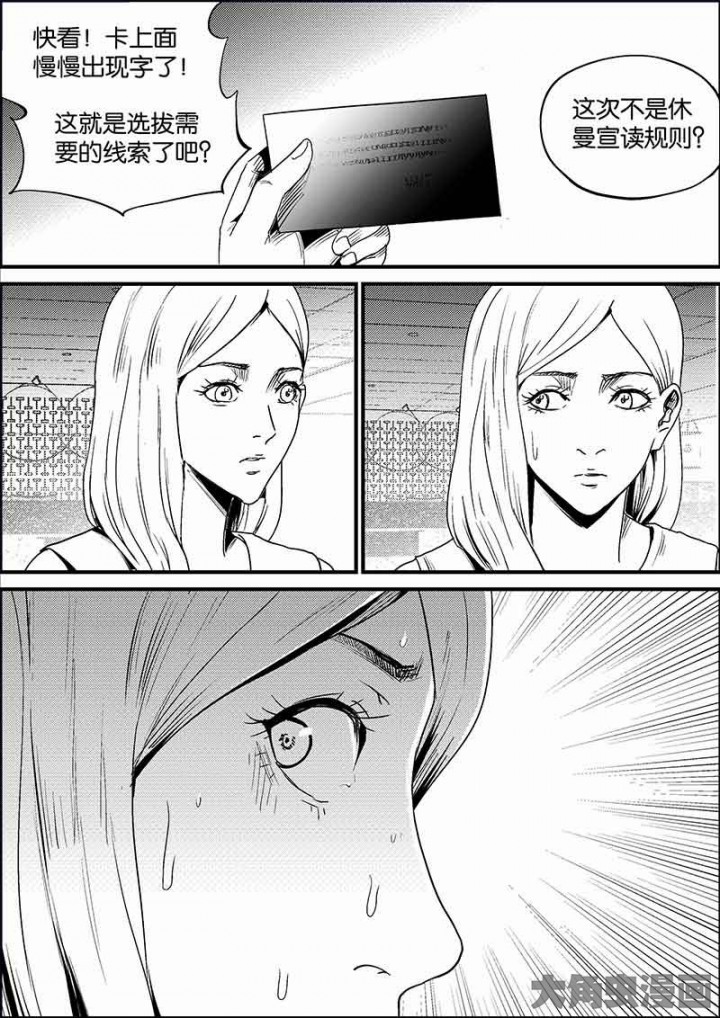 快看！卡上面
慢慢出现字了！
这就是选拔需
要的线索了吧？
这次不是休
曼宣读规则？
大角虫漫画